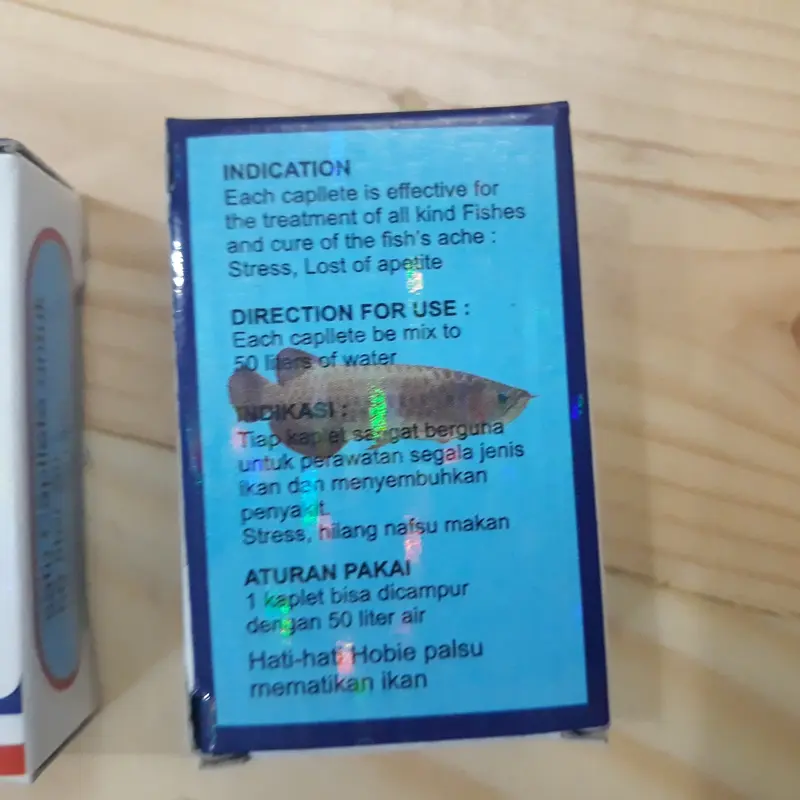 INDICATION
Each capllete is effective for
the treatment of all kind Fishes
and cure of the fish's ache :
Stress, Lost of apetite
DIRECTION FOR USE :
Each capllete be mix to
50 liters of water
INDIKASI :
Tiap kaplet sangat berguna
untuk perawatan segala jenis
ikan dan menyembuhkan
penyakit.
Stress, hilang nafsu makan
ATURAN PAKAI
1 kaplet bisa dicampur
dengan 50 liter air
Hati-hati Hobie palsu
mematikan ikan